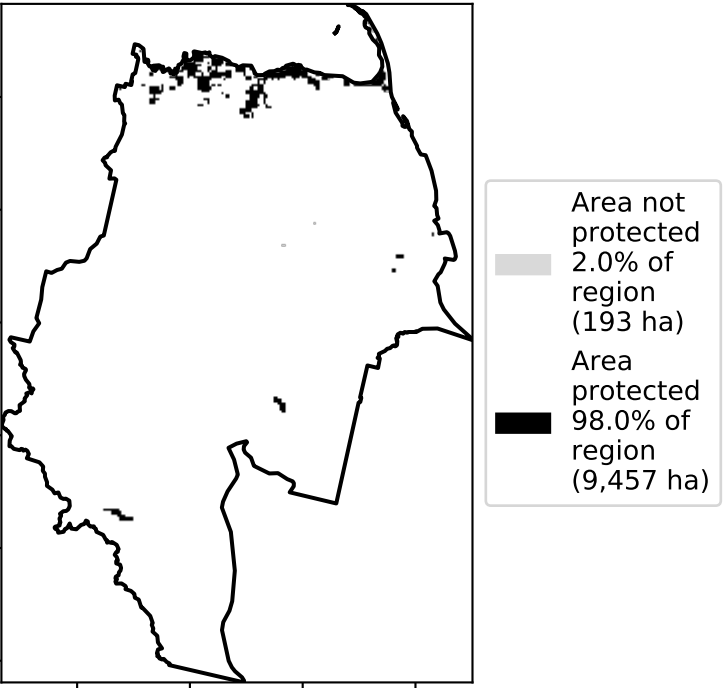 Area not
protected
2.0% of
region
(193 ha)
Area
protected
98.0% of
region
(9,457 ha)